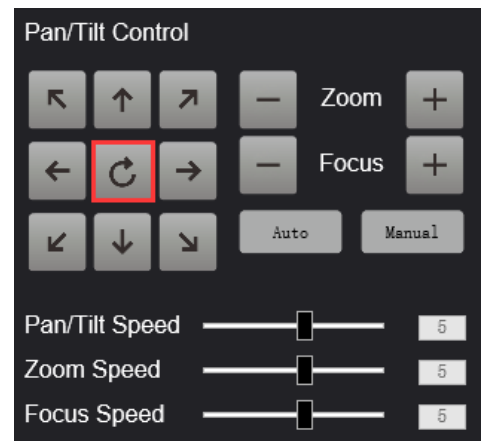 Pan/Tilt Control
Zoom
Focus
Auto Manual
Pan/Tilt Speed 5
Zoom Speed 5
Focus Speed 5